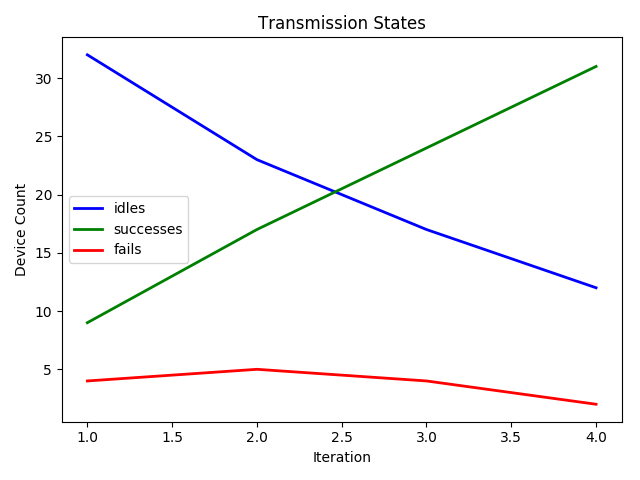 Transmission States
Device Count
30
25
20
15
10
5
idles
successes
fails
1.0 1.5 2.0 2.5 3.0 3.5 4.0
Iteration